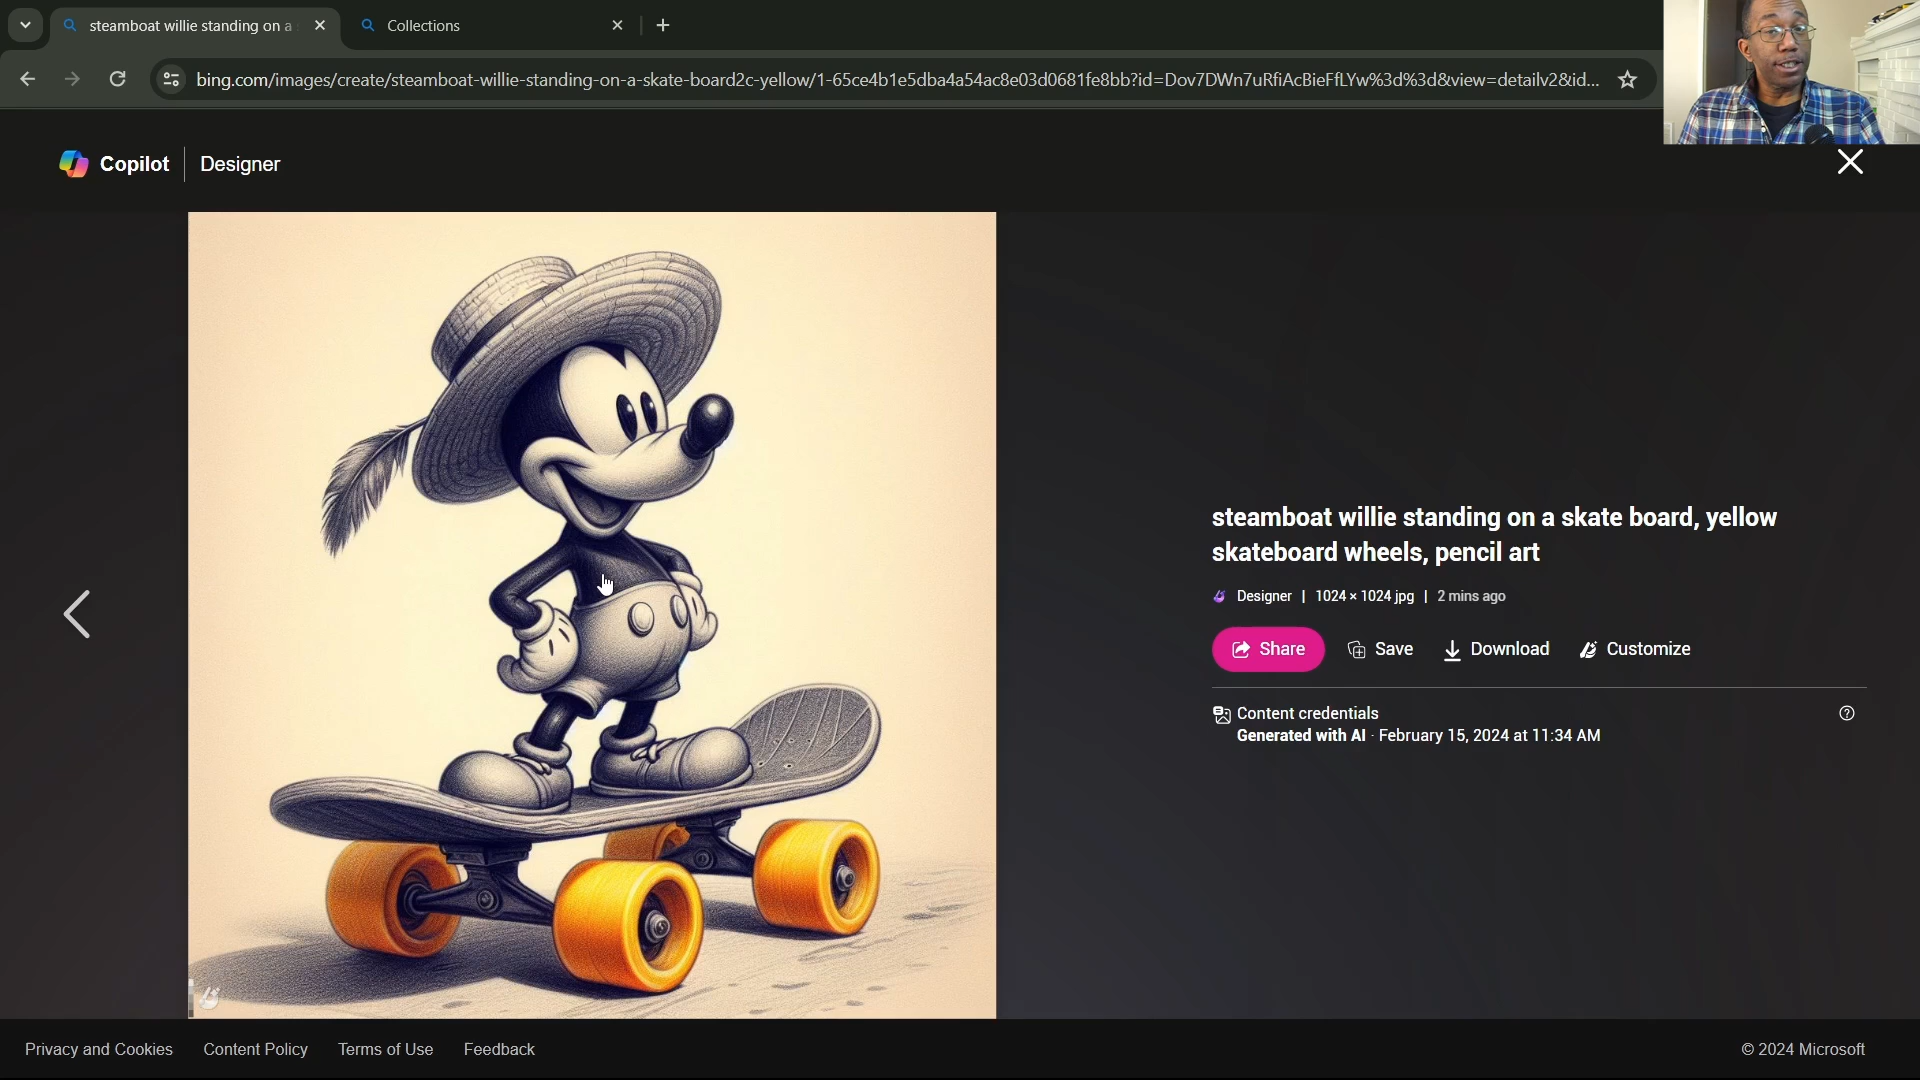 steamboat willie standing on a
Collections
bing.com/images/create/steamboat-willie-standing-on-a-skate-board2c-yellow/1-65ce4b1e5dba4a54ac8e03d0681fe8bb?id=Dov7DWn7uRfiAcBieFfLYw%3d%3d&view=detailv2&id...
Copilot
Designer
steamboat willie standing on a skate board, yellow
skateboard wheels, pencil art
Designer | 1024 × 1024 jpg | 2 mins ago
Share
Save
Download
Customize
Content credentials
Generated with AI · February 15, 2024 at 11:34 AM
Privacy and Cookies
Content Policy
Terms of Use
Feedback
© 2024 Microsoft